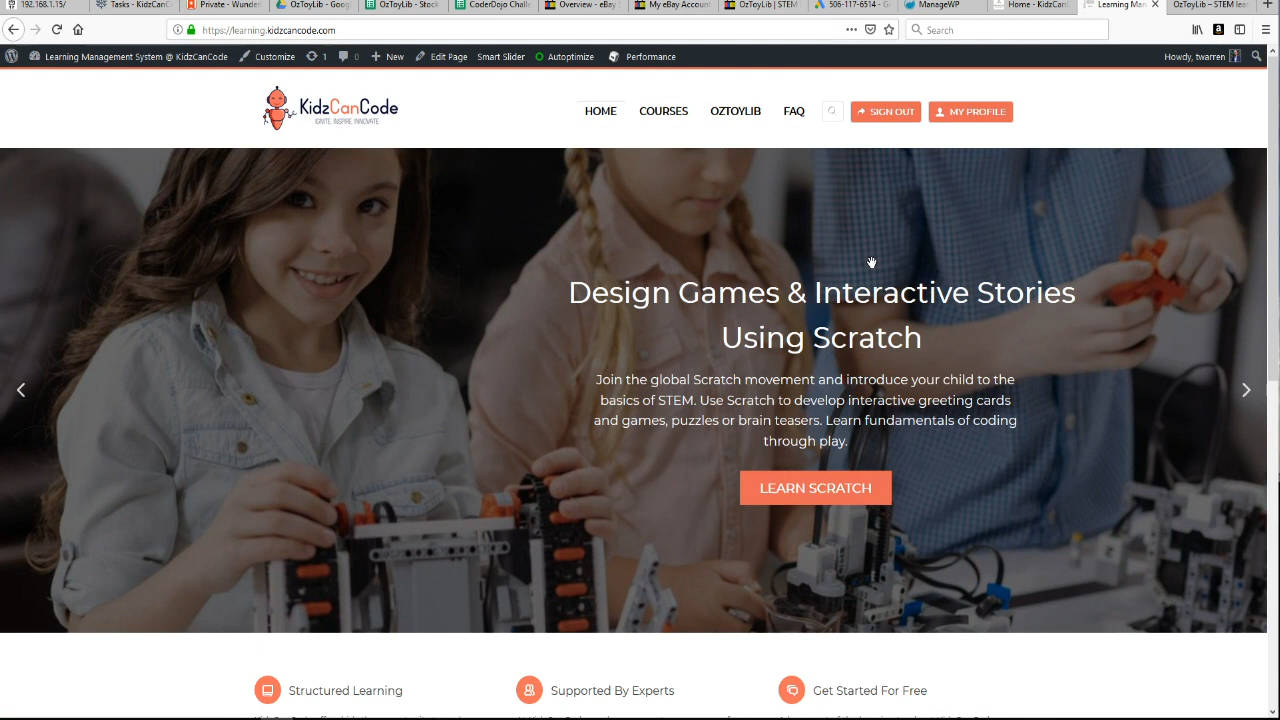 192.168.1.15/ Tasks - KidzCanC Private - Wunder OzToyLib - Goog OzToyLib - Stock CoderDojo Challe Overview - eBay My eBay Account OzToyLib | STEM 506-117-6514 - G ManageWP Home - KidzCan Learning Man OzToyLib – STEM lea
https://learning.kidzcancode.com Search
Learning Management System @ KidzCanCode Customize 1 0 New Edit Page Smart Slider Autoptimize Performance Howdy, twarren
KidzCanCode
IGNITE. INSPIRE. INNOVATE
HOME COURSES OZTOYLIB FAQ SIGN OUT MY PROFILE
Design Games & Interactive Stories
Using Scratch
Join the global Scratch movement and introduce your child to the
basics of STEM. Use Scratch to develop interactive greeting cards
and games, puzzles or brain teasers. Learn fundamentals of coding
through play.
LEARN SCRATCH
Structured Learning Supported By Experts Get Started For Free